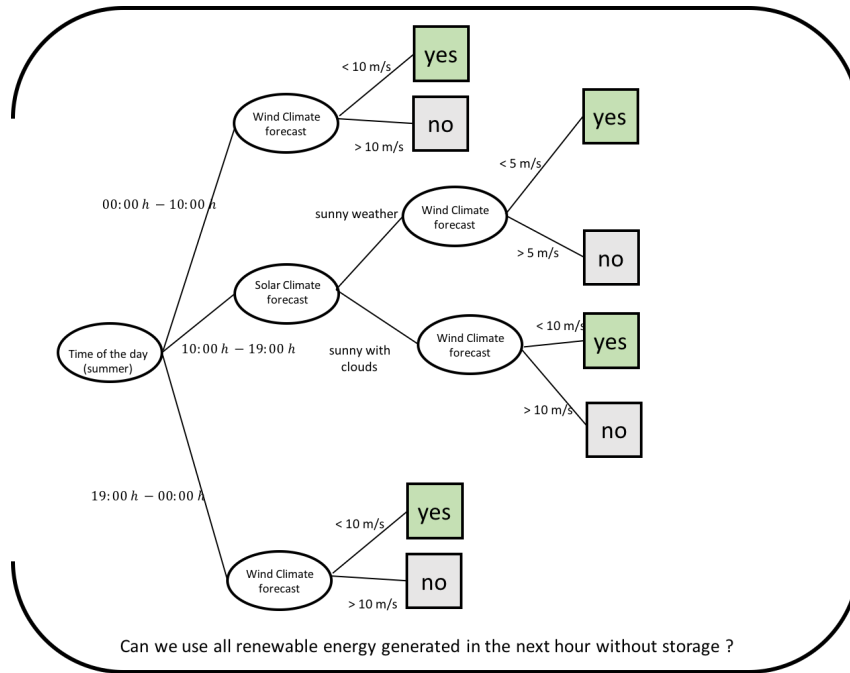 yes
< 10 m/s
Wind Climate
forecast
no
> 10 m/s
yes
< 5 m/s
00:00 h − 10:00 h
sunny weather
Wind Climate
forecast
> 5 m/s
no
Solar Climate
forecast
< 10 m/s
yes
Wind Climate
forecast
Time of the day
(summer)
10:00 h − 19:00 h
sunny with
clouds
> 10 m/s
no
19:00 h − 00:00 h
yes
< 10 m/s
Wind Climate
forecast
no
> 10 m/s
Can we use all renewable energy generated in the next hour without storage ?